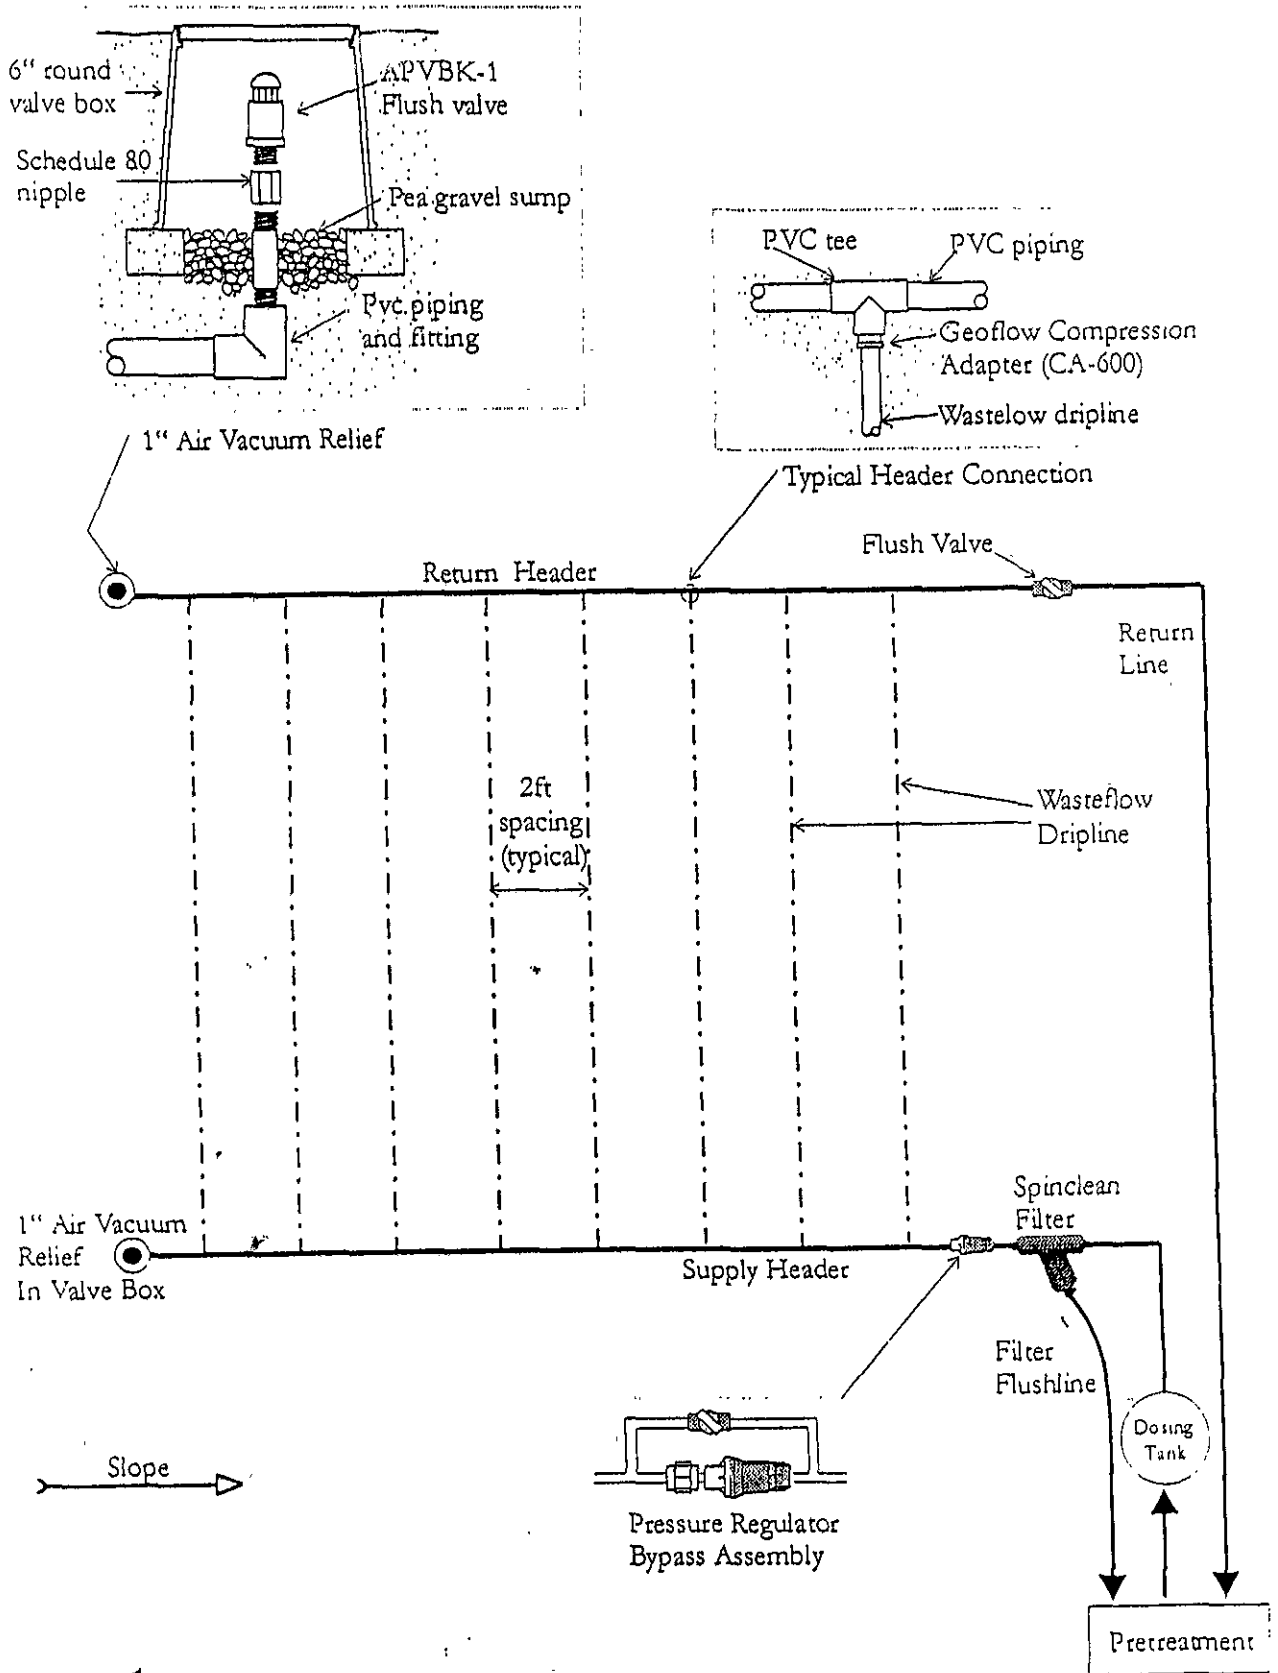 6“ round
valve box
APVBK-1
Flush valve
Schedule 80
nipple
Pea gravel sump
Pvc piping
and fitting
PVC tee
PVC piping
Geoflow Compression
Adapter (CA-600)
Wastelow dripline
1“ Air Vacuum Relief
Typical Header Connection
Flush Valve
Return Header
Return
Line
2ft
spacing
(typical)
Wasteflow
Dripline
1“ Air Vacuum
Relief
In Valve Box
Supply Header
Spinclean
Filter
Filter
Flushline
Dosing
Tank
Slope
Pressure Regulator
Bypass Assembly
Pretreatment